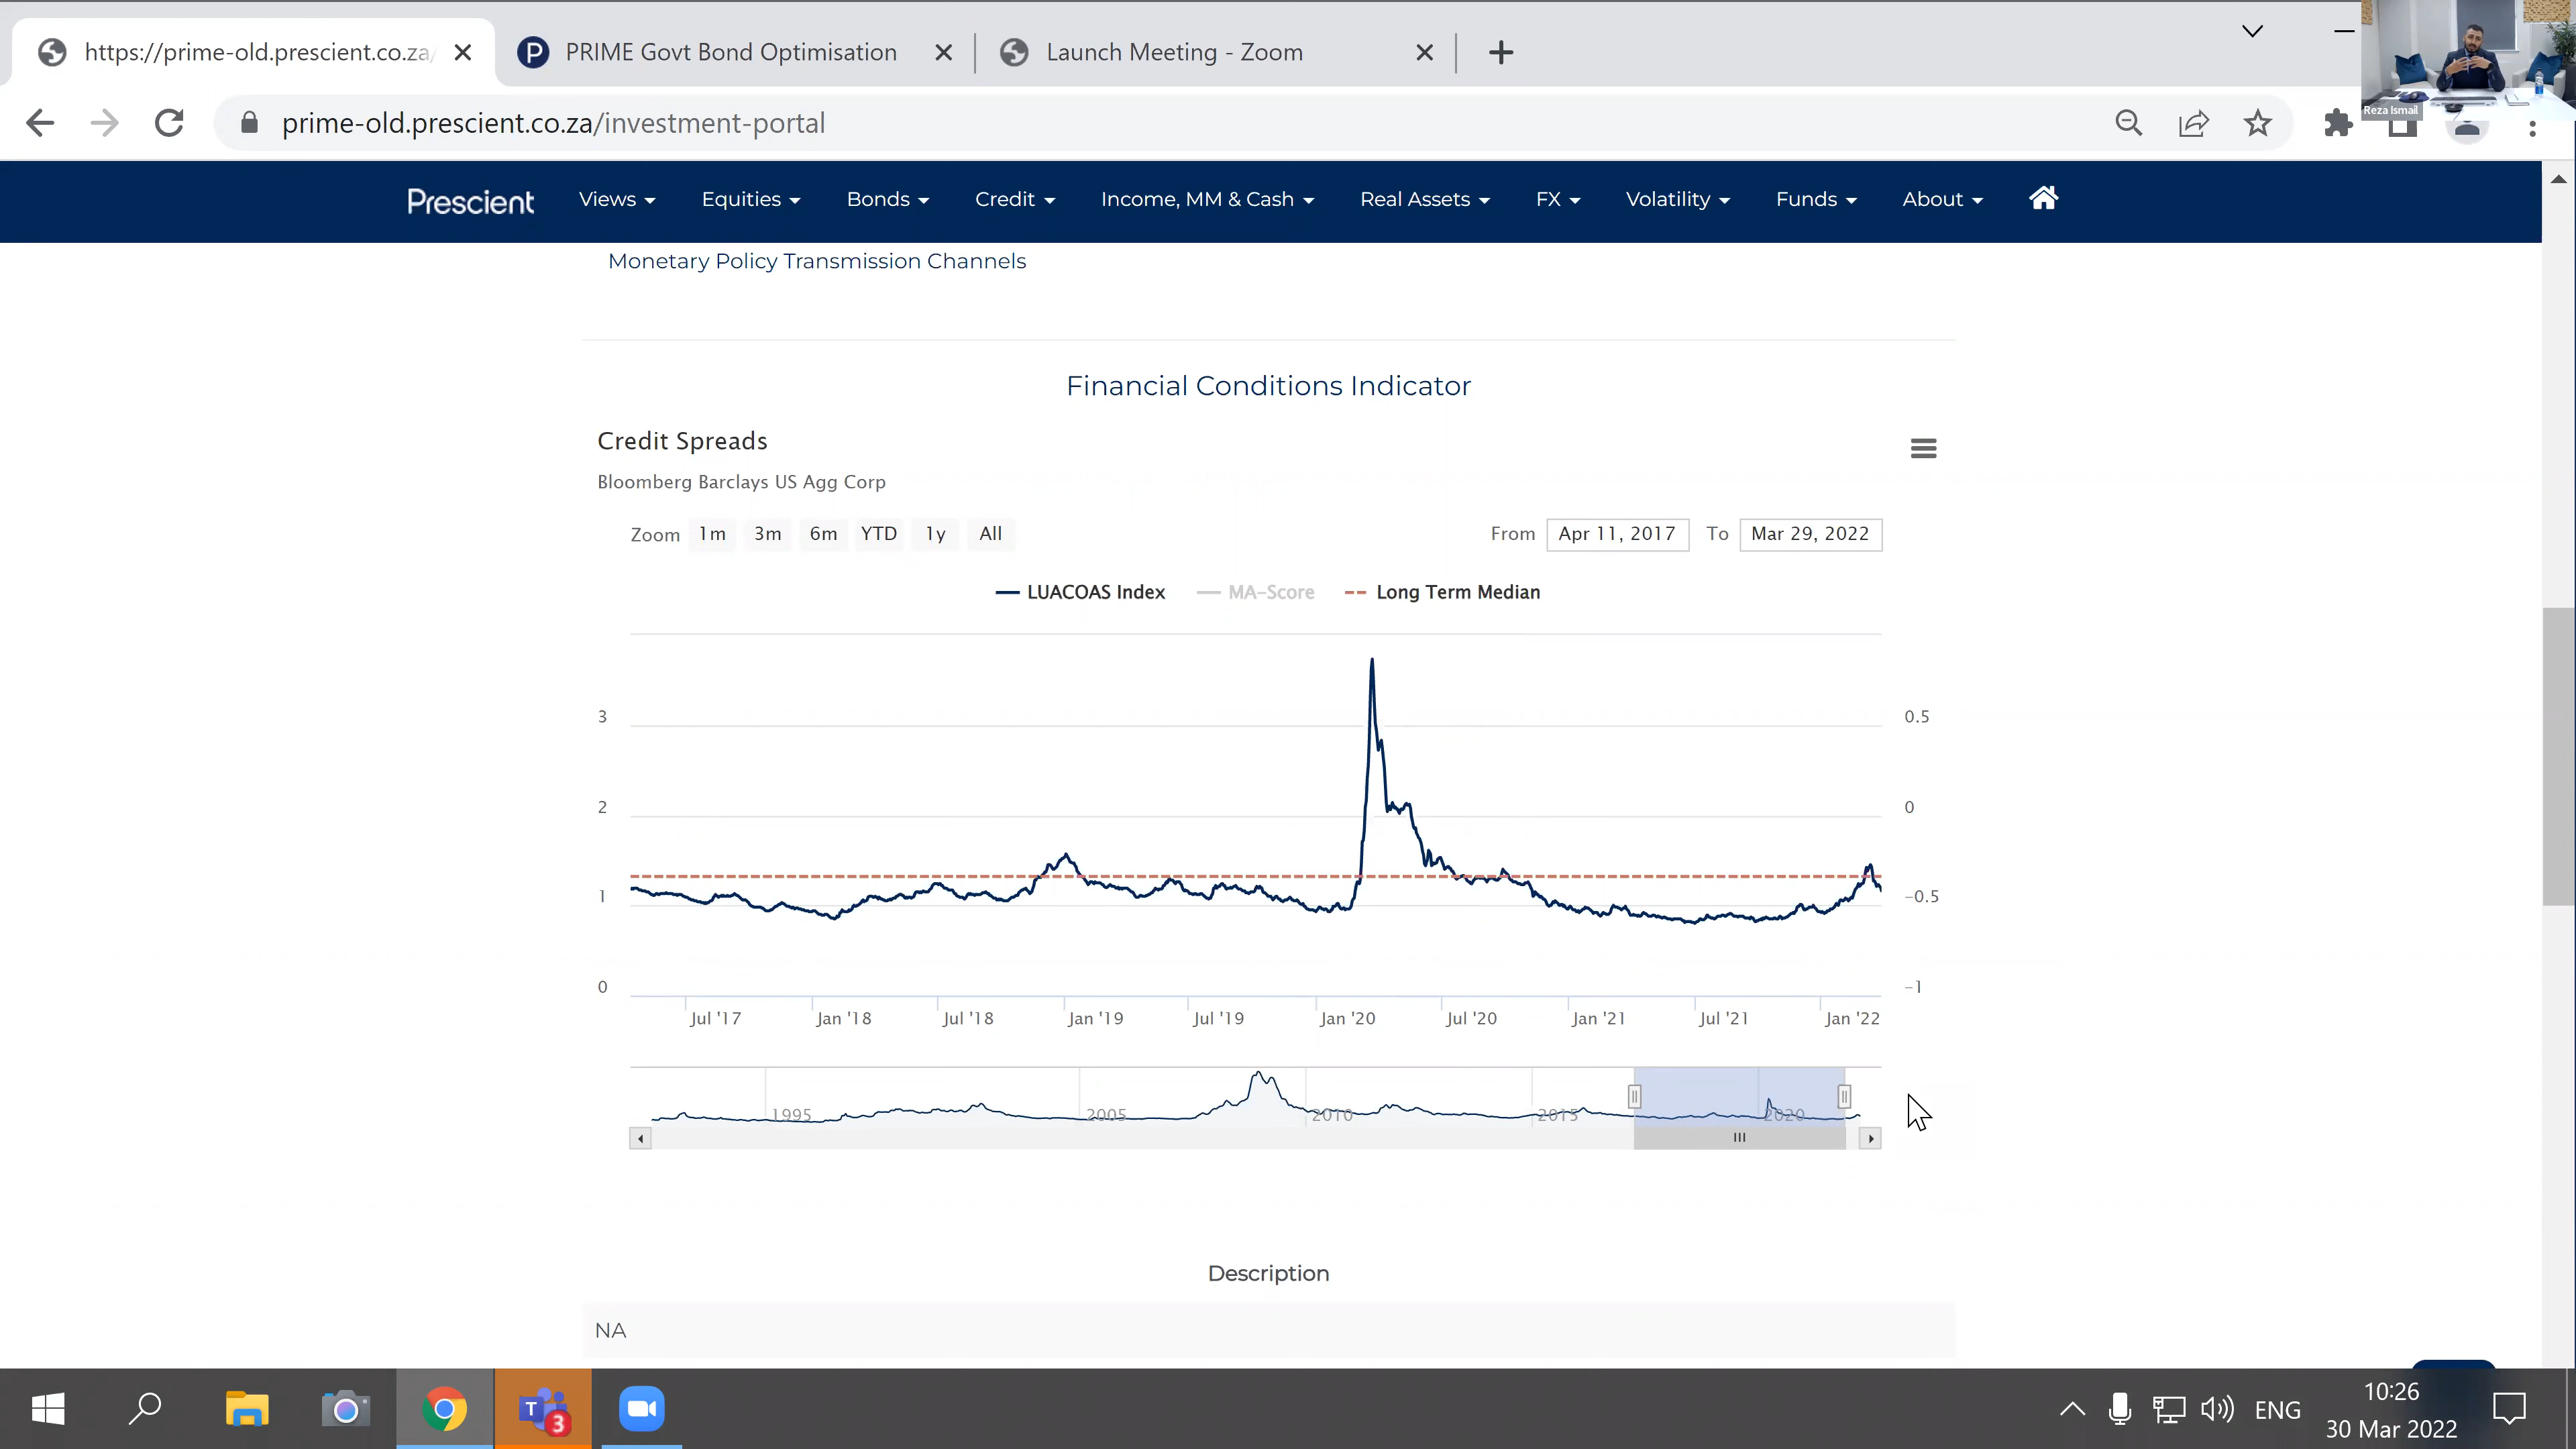 https://prime-old.prescient.co.za/
PRIME Govt Bond Optimisation
Launch Meeting - Zoom
prime-old.prescient.co.za/investment-portal
Reza Ismail
Prescient
Views Equities Bonds Credit Income, MM & Cash Real Assets FX Volatility Funds About
Monetary Policy Transmission Channels
Financial Conditions Indicator
Credit Spreads
Bloomberg Barclays US Agg Corp
Zoom 1m 3m 6m YTD 1y All From Apr 11, 2017 To Mar 29, 2022
LUACOAS Index MA-Score Long Term Median
3 0.5
2 0
1 -0.5
0 -1
Jul '17 Jan '18 Jul '18 Jan '19 Jul '19 Jan '20 Jul '20 Jan '21 Jul '21 Jan '22
1995 2005 2010 2015 2020
Description
NA
T 3
ENG
10:26
30 Mar 2022